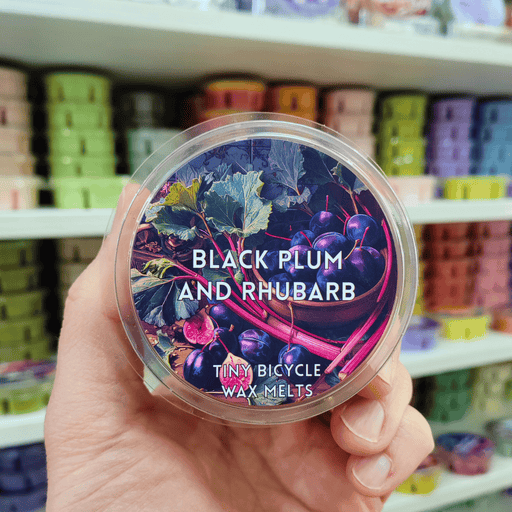 BLACK PLUM
AND RHUBARB
TINY BICYCLE
WAX MELTS